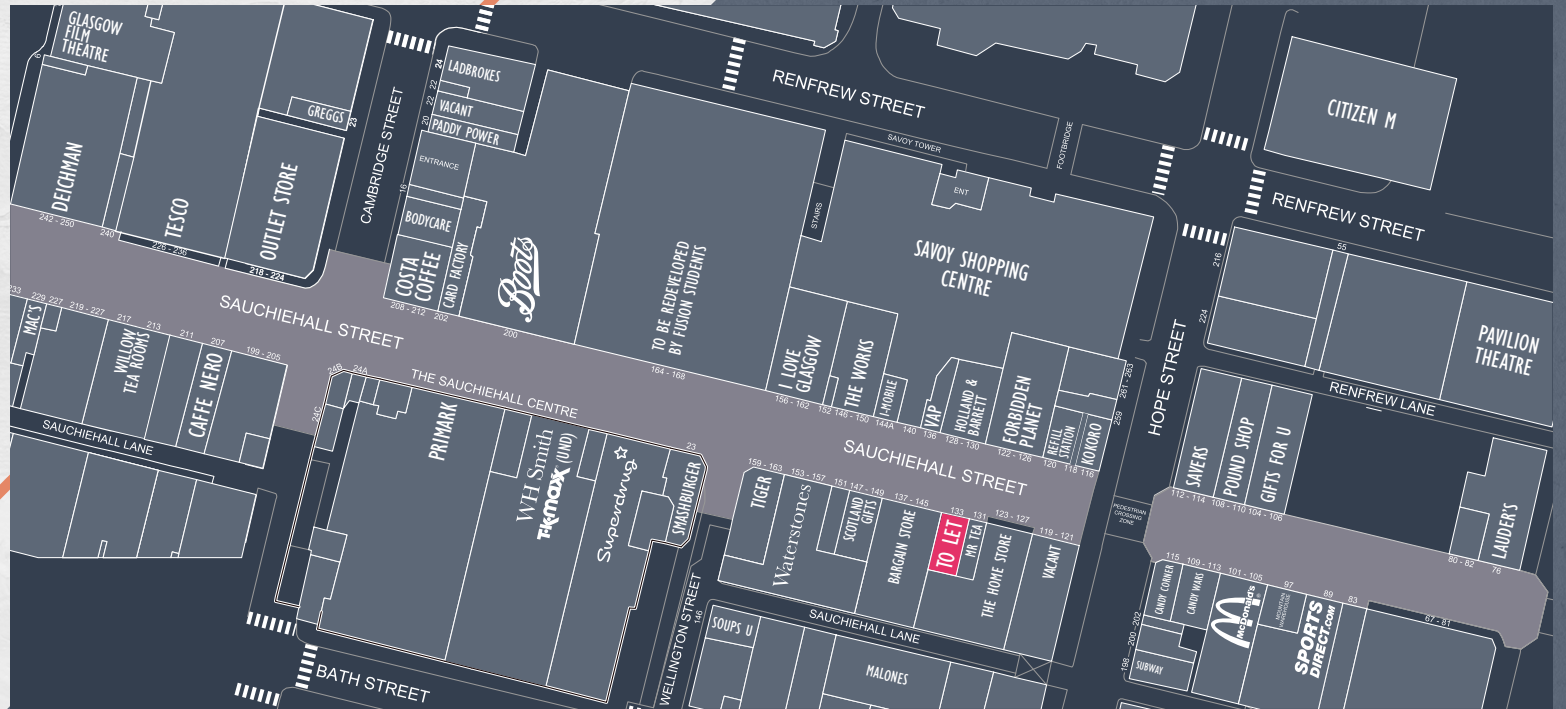 GLASGOW
FILM
THEATRE
6
DEICHMAN
242 - 250
240
TESCO
226 - 236
GREGGS
23
OUTLET STORE
218 - 224
CAMBRIDGE STREET
24
LADBROKES
22
22
VACANT
20
PADDY POWER
ENTRANCE
16
BODYCARE
COSTA
COFFEE
208 - 212
CARD FACTORY
202
Boots
200
TO BE REDEVELOPED
BY FUSION STUDENTS
164 - 168
RENFREW STREET
SAVOY TOWER
FOOTBRIDGE
ENT
STAIRS
SAVOY SHOPPING
CENTRE
CITIZEN M
RENFREW STREET
I LOVE
GLASGOW
156 - 162
THE WORKS
152
146 - 150
I-MOBILE
144A
140
VAP
136
HOLLAND &
BARRETT
128 - 130
FORBIDDEN
PLANET
122 - 126
REFILL
STATION
120
118
KOKORO
116
261 - 263
259
HOPE STREET
216
224
55
PAVILION
THEATRE
RENFREW LANE
SAVERS
112 - 114
POUND SHOP
108 - 110
GIFTS FOR U
104 - 106
LAUDER'S
80 - 82
76
PEDESTRIAN
CROSSING
ZONE
SAUCHIEHALL STREET
233
MAC'S
229
227
219 - 227
217
WILLOW
TEA ROOMS
213
211
CAFFE NERO
207
199 - 205
SAUCHIEHALL LANE
THE SAUCHIEHALL CENTRE
24B
24A
24C
PRIMARK
WH Smith
TK-maxx (UND)
Superdrug
23
SMASHBURGER
SAUCHIEHALL STREET
159 - 163
TIGER
153 - 157
Waterstones
151
147 - 149
SCOTLAND
GIFTS
137 - 145
BARGAIN STORE
133
TO LET
131
MR TEA
123 - 127
THE HOME STORE
119 - 121
VACANT
SAUCHIEHALL LANE
WELLINGTON STREET
146
SOUPS U
MALONES
BATH STREET
115
CANDY CORNER
109 - 113
CANDY WARS
101 - 105
McDonald's
97
MOUNTAIN
WAREHOUSE
89
SPORTS
DIRECT.COM
83
67 - 81
200 - 202
198
SUBWAY